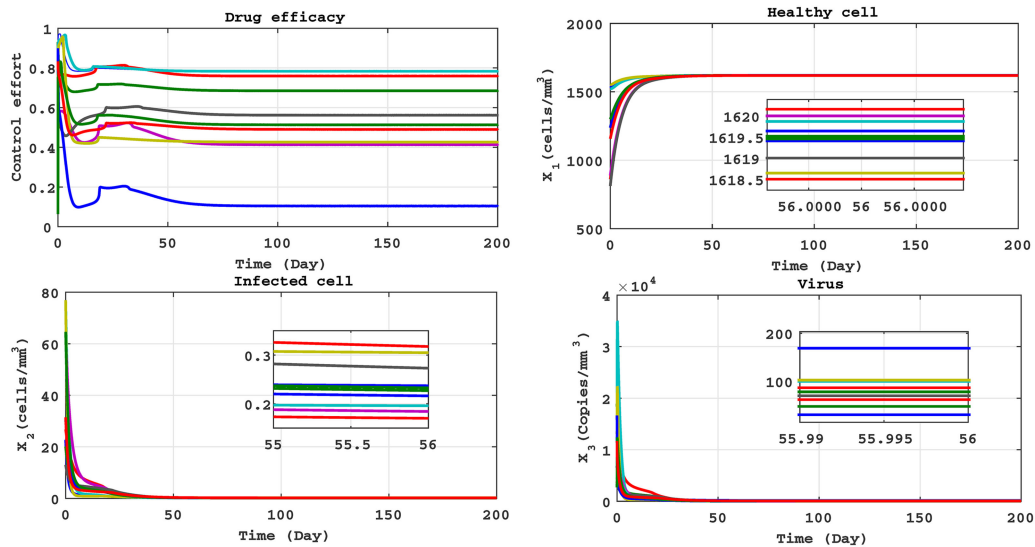 Drug efficacy
Control effort
1
0.8
0.6
0.4
0.2
0
0 50 100 150 200
Time (Day)
Healthy cell
X1(cells/mm3)
2000
1500
1000
500
1620
1619.5
1619
1618.5
56.0000 56 56.0000
0 50 100 150 200
Time (Day)
Infected cell
X2(cells/mm3)
80
60
40
20
0
0.3
0.2
55 55.5 56
0 50 100 150 200
Time (Day)
Virus
×10^4
X3(Copies/mm3)
4
3
2
1
0
200
100
55.99 55.995 56
0 50 100 150 200
Time (Day)